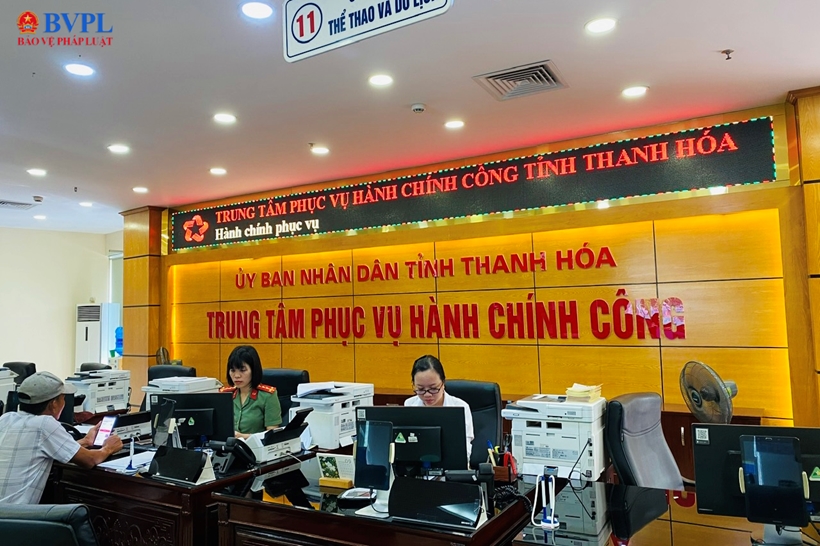 BVPL
BẢO VỆ PHÁP LUẬT
11
THỂ THAO VÀ DU LỊCH
TRUNG TÂM PHỤC VỤ HÀNH CHÍNH CÔNG TỈNH THANH HÓA
Hành chính phục vụ
ỦY BAN NHÂN DÂN TỈNH THANH HÓA
TRUNG TÂM PHỤC VỤ HÀNH CHÍNH CÔNG